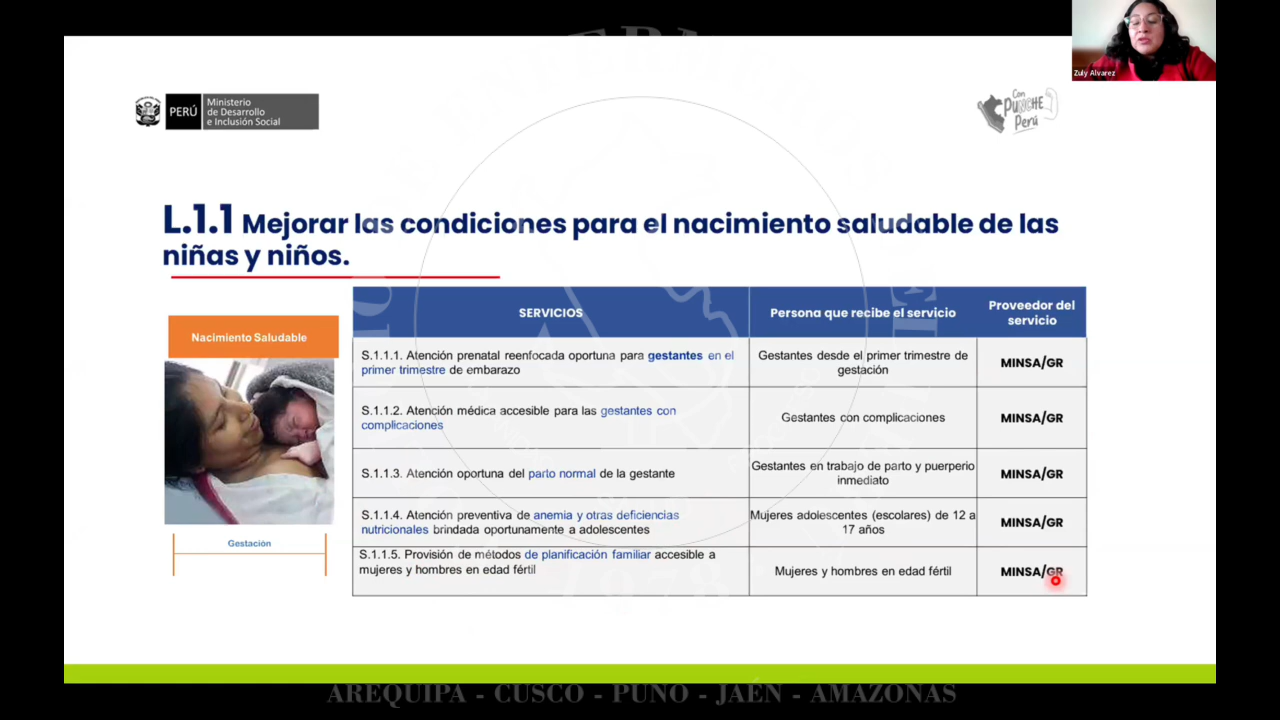 Zuly Alvarez
PERÚ
Ministerio
de Desarrollo
e Inclusión Social
Con
PUNCHE
Perú
L.1.1 Mejorar las condiciones para el nacimiento saludable de las
niñas y niños.
Nacimiento Saludable
Gestación
SERVICIOS
Persona que recibe el servicio
Proveedor del
servicio
S.1.1.1. Atención prenatal reenfocada oportuna para gestantes en el
primer trimestre de embarazo
Gestantes desde el primer trimestre de
gestación
MINSA/GR
S.1.1.2. Atención médica accesible para las gestantes con
complicaciones
Gestantes con complicaciones
MINSA/GR
S.1.1.3. Atención oportuna del parto normal de la gestante
Gestantes en trabajo de parto y puerperio
inmediato
MINSA/GR
S.1.1.4. Atención preventiva de anemia y otras deficiencias
nutricionales brindada oportunamente a adolescentes
Mujeres adolescentes (escolares) de 12 a
17 años
MINSA/GR
S.1.1.5. Provisión de métodos de planificación familiar accesible a
mujeres y hombres en edad fértil
Mujeres y hombres en edad fértil
MINSA/GR
AREQUIPA - CUSCO - PUNO - JAÉN - AMAZONAS